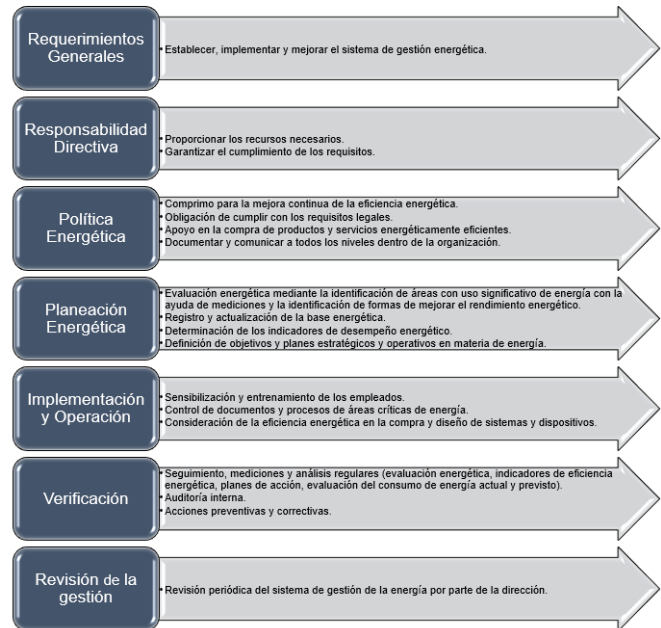 Requerimientos
Generales
• Establecer, implementar y mejorar el sistema de gestión energética.
Responsabilidad
Directiva
• Proporcionar los recursos necesarios.
• Garantizar el cumplimiento de los requisitos.
Política
Energética
• Comprimo para la mejora continua de la eficiencia energética.
• Obligación de cumplir con los requisitos legales.
• Apoyo en la compra de productos y servicios energéticamente eficientes.
• Documentar y comunicar a todos los niveles dentro de la organización.
Planeación
Energética
• Evaluación energética mediante la identificación de áreas con uso significativo de energía con la
ayuda de mediciones y la identificación de formas de mejorar el rendimiento energético.
• Registro y actualización de la base energética.
• Determinación de los indicadores de desempeño energético.
• Definición de objetivos y planes estratégicos y operativos en materia de energía.
Implementación
y Operación
• Sensibilización y entrenamiento de los empleados.
• Control de documentos y procesos de áreas críticas de energía.
• Consideración de la eficiencia energética en la compra y diseño de sistemas y dispositivos.
Verificación
• Seguimiento, mediciones y análisis regulares (evaluación energética, indicadores de eficiencia
energética, planes de acción, evaluación del consumo de energía actual y previsto).
• Auditoría interna.
• Acciones preventivas y correctivas.
Revisión de la
gestión
• Revisión periódica del sistema de gestión de la energía por parte de la dirección.